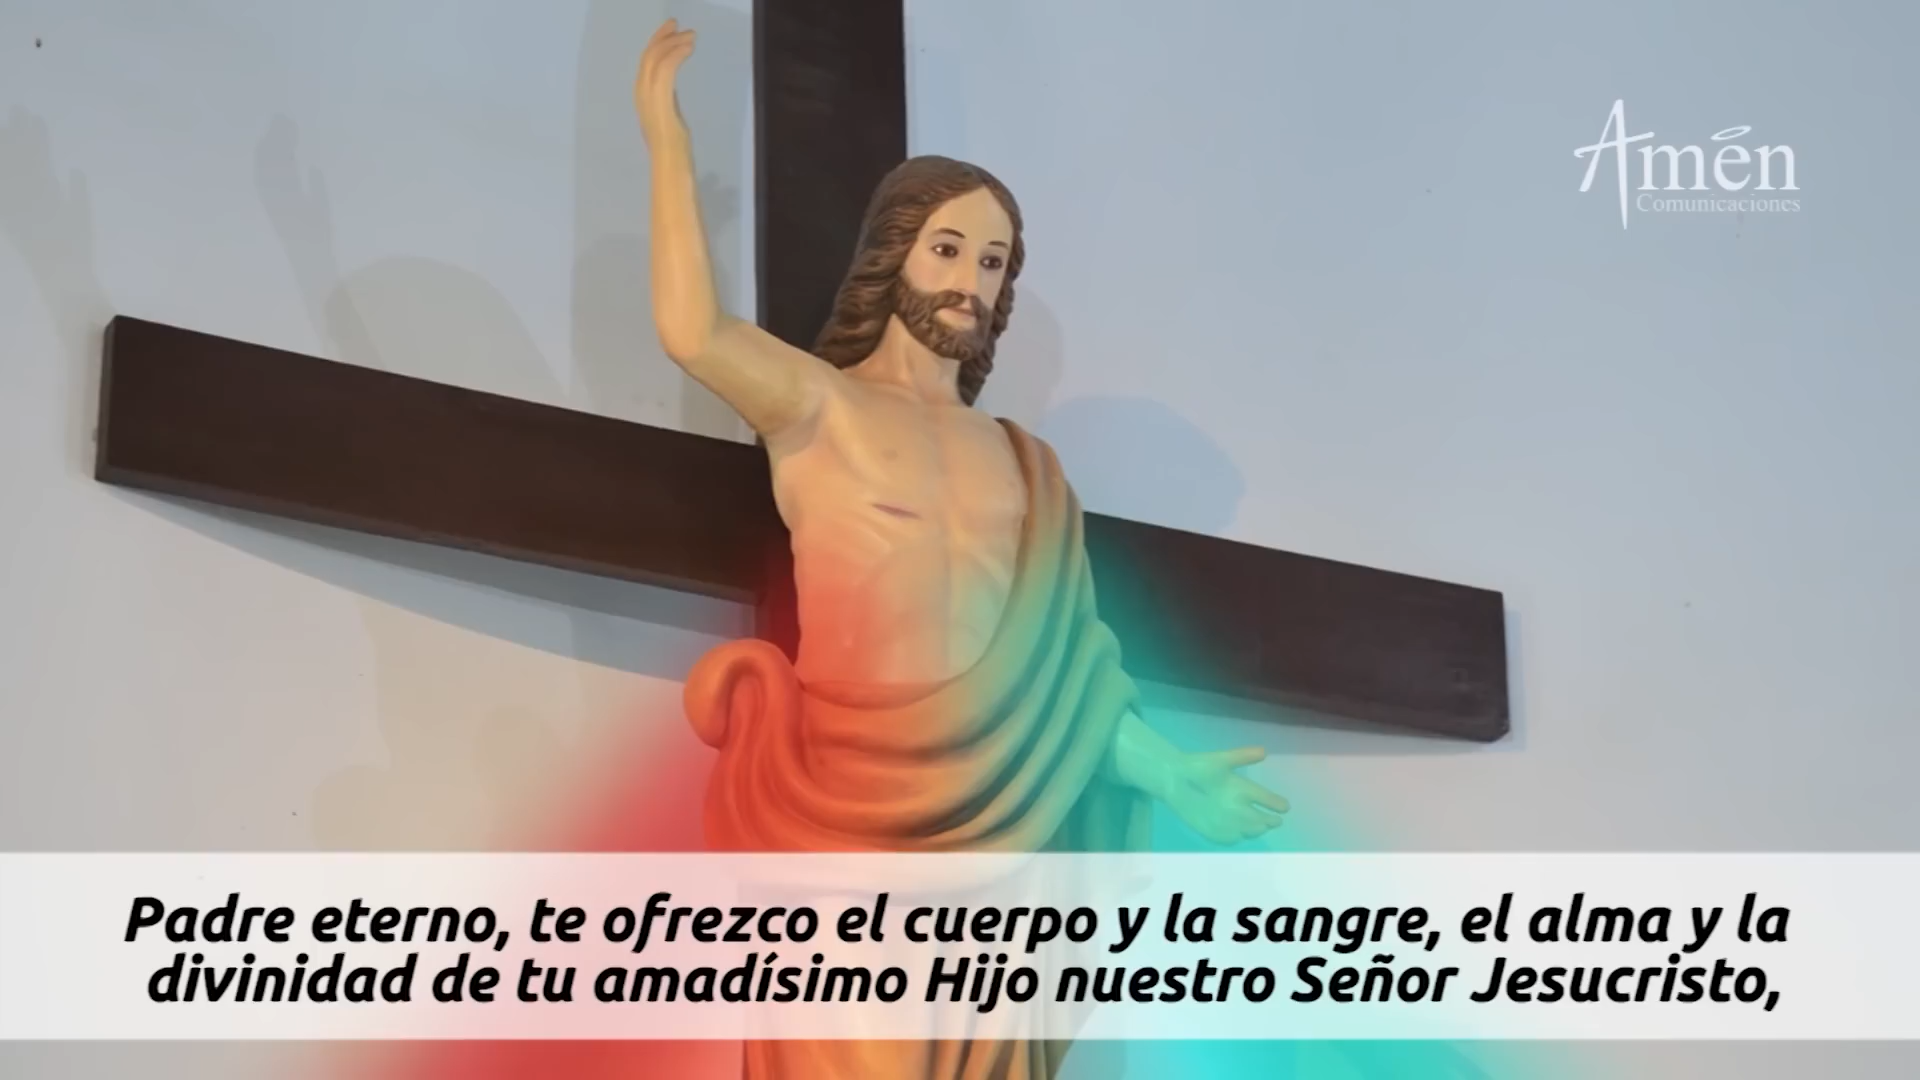 Amén
Comunicaciones
Padre eterno, te ofrezco el cuerpo y la sangre, el alma y la
divinidad de tu amadísimo Hijo nuestro Señor Jesucristo,